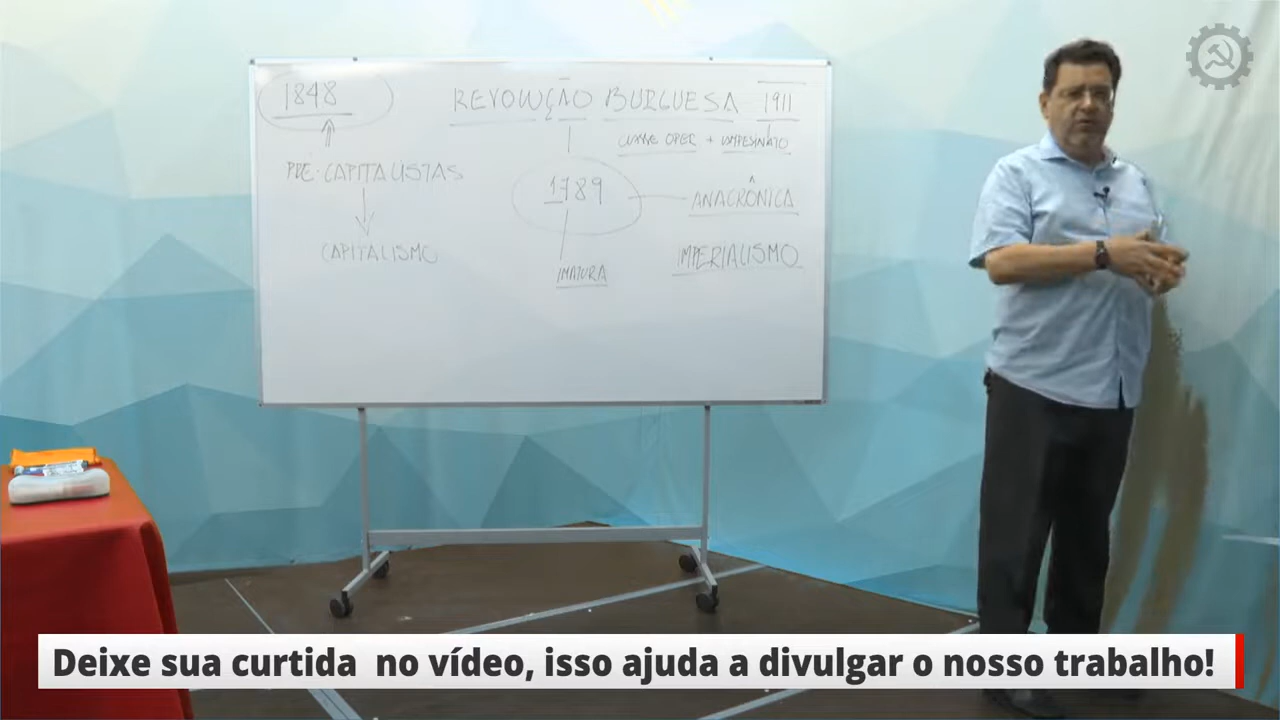 1848
REVOLUÇÃO BURGUESA 1911
CLASSE OPER + CAMPESINATO
PRE-CAPITALISTAS
1789
ANACRÔNICA
CAPITALISMO
IMATURA
IMPERIALISMO
Deixe sua curtida no vídeo, isso ajuda a divulgar o nosso trabalho!